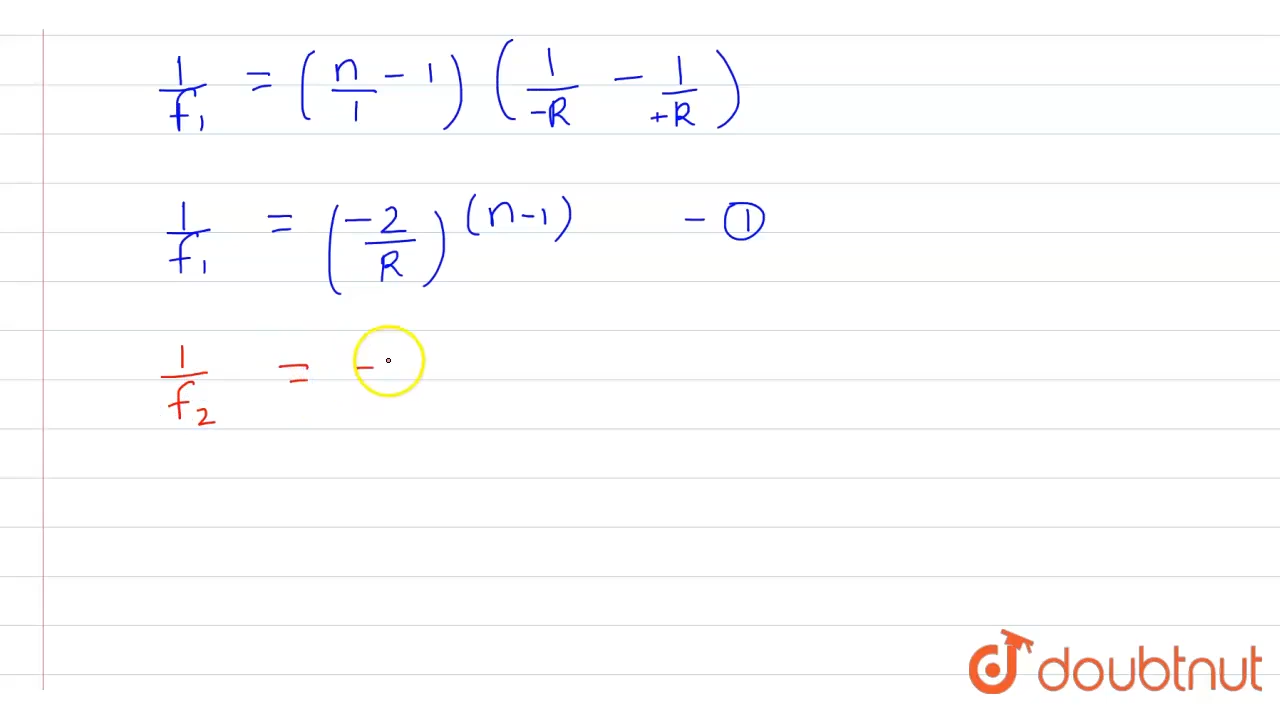 1/f₁ = (n/1 - 1) (1/-R - 1/+R)
1/f₁ = (-2/R) (n-1) - ①
1/f₂ = -
doubtnut